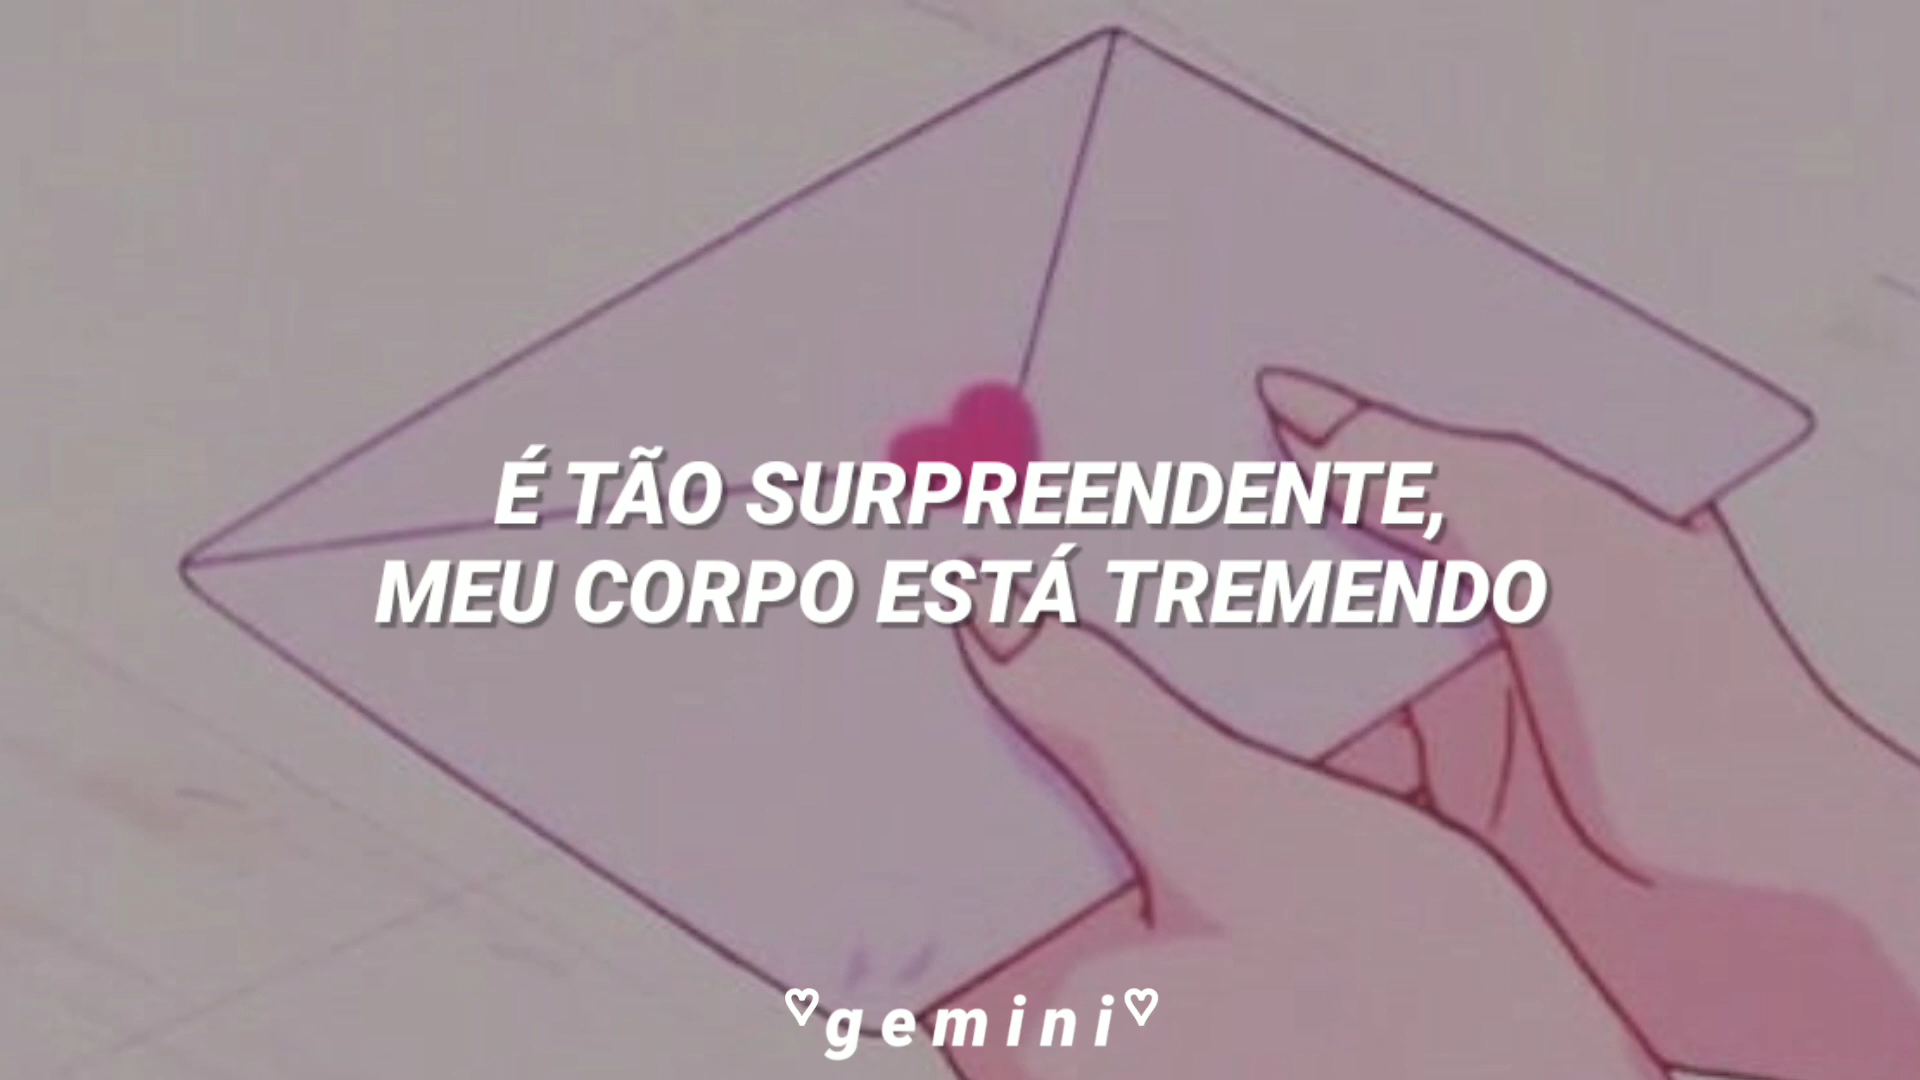 É TÃO SURPREENDENTE,
MEU CORPO ESTÁ TREMENDO
♡gemini♡